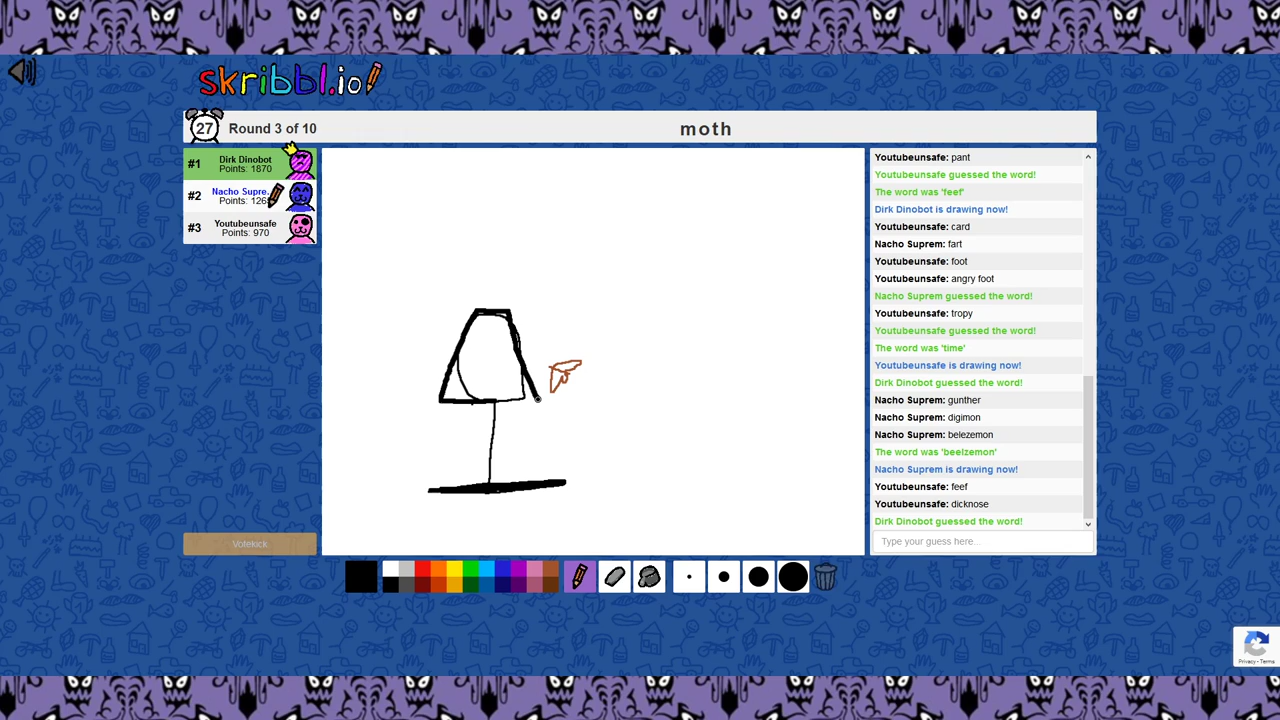 skribbl.io
27
Round 3 of 10
moth
#1
Dirk Dinobot
Points: 1870
#2
Nacho Supre.
Points: 126
#3
Youtubeunsafe
Points: 970
Votekick
Youtubeunsafe: pant
Youtubeunsafe guessed the word!
The word was 'feef'
Dirk Dinobot is drawing now!
Youtubeunsafe: card
Nacho Suprem: fart
Youtubeunsafe: foot
Youtubeunsafe: angry foot
Nacho Suprem guessed the word!
Youtubeunsafe: tropy
Youtubeunsafe guessed the word!
The word was 'time'
Youtubeunsafe is drawing now!
Dirk Dinobot guessed the word!
Nacho Suprem: gunther
Nacho Suprem: digimon
Nacho Suprem: belezemon
The word was 'beelzemon'
Nacho Suprem is drawing now!
Youtubeunsafe: feef
Youtubeunsafe: dicknose
Dirk Dinobot guessed the word!
Type your guess here...
Privacy - Terms